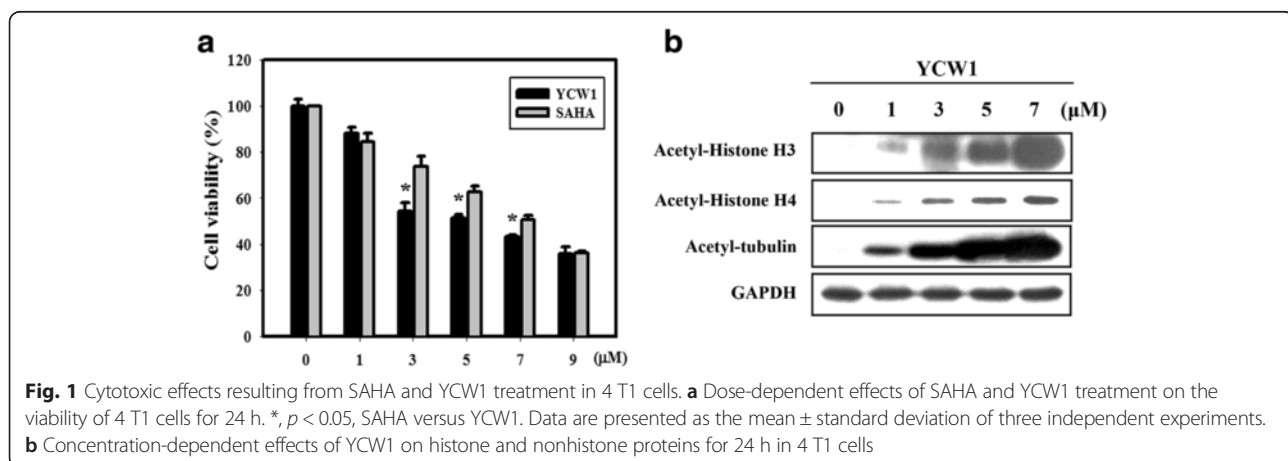 a
120
100
80
60
40
20
0
Cell viability (%)
YCW1
SAHA
*
*
*
0 1 3 5 7 9 (µM)
b
YCW1
0 1 3 5 7 (µM)
Acetyl-Histone H3
Acetyl-Histone H4
Acetyl-tubulin
GAPDH
Fig. 1 Cytotoxic effects resulting from SAHA and YCW1 treatment in 4 T1 cells. a Dose-dependent effects of SAHA and YCW1 treatment on the
viability of 4 T1 cells for 24 h. *, p < 0.05, SAHA versus YCW1. Data are presented as the mean ± standard deviation of three independent experiments.
b Concentration-dependent effects of YCW1 on histone and nonhistone proteins for 24 h in 4 T1 cells